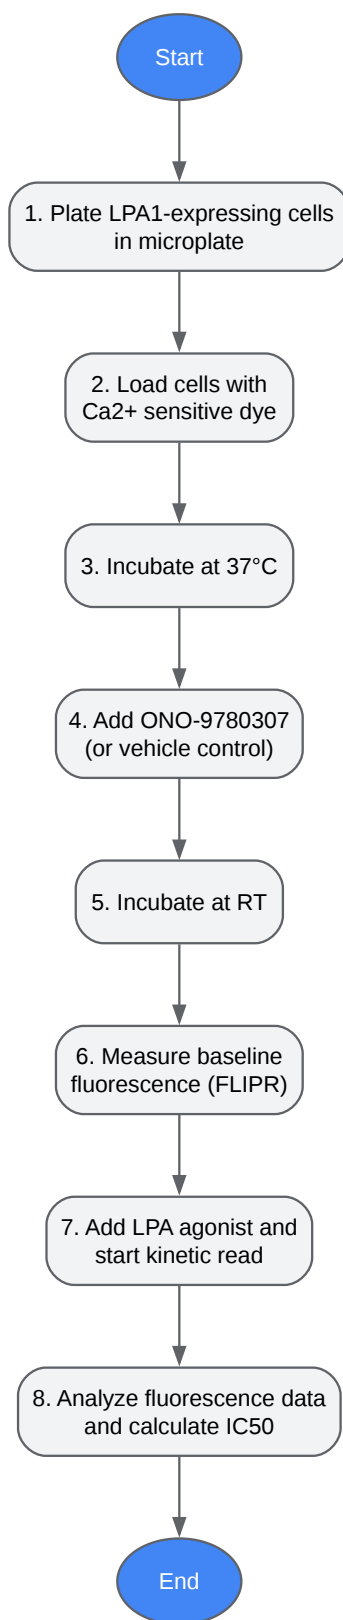 Start
1. Plate LPA1-expressing cells
in microplate
2. Load cells with
Ca2+ sensitive dye
3. Incubate at 37°C
4. Add ONO-9780307
(or vehicle control)
5. Incubate at RT
6. Measure baseline
fluorescence (FLIPR)
7. Add LPA agonist and
start kinetic read
8. Analyze fluorescence data
and calculate IC50
End